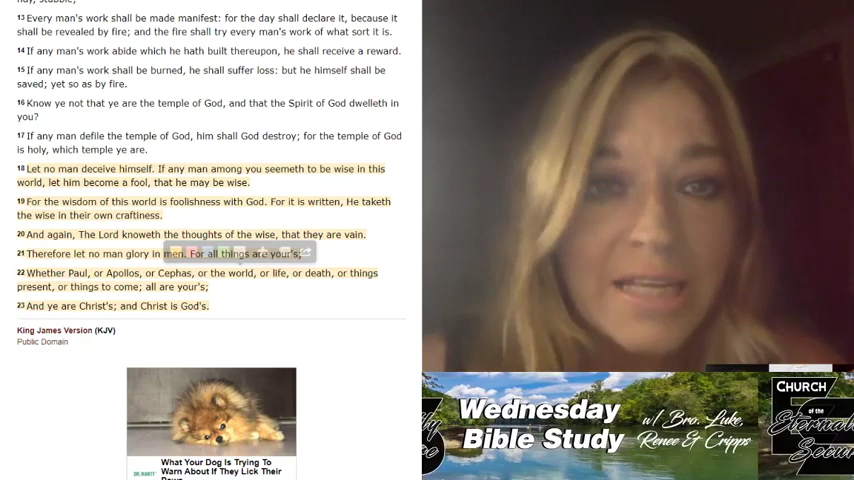 hay, stubble;
13 Every man's work shall be made manifest: for the day shall declare it, because it
shall be revealed by fire; and the fire shall try every man's work of what sort it is.
14 If any man's work abide which he hath built thereupon, he shall receive a reward.
15 If any man's work shall be burned, he shall suffer loss: but he himself shall be
saved; yet so as by fire.
16 Know ye not that ye are the temple of God, and that the Spirit of God dwelleth in
you?
17 If any man defile the temple of God, him shall God destroy; for the temple of God
is holy, which temple ye are.
18 Let no man deceive himself. If any man among you seemeth to be wise in this
world, let him become a fool, that he may be wise.
19 For the wisdom of this world is foolishness with God. For it is written, He taketh
the wise in their own craftiness.
20 And again, The Lord knoweth the thoughts of the wise, that they are vain.
21 Therefore let no man glory in men. For all things are your's;
22 Whether Paul, or Apollos, or Cephas, or the world, or life, or death, or things
present, or things to come; all are your's;
23 And ye are Christ's; and Christ is God's.
King James Version (KJV)
Public Domain
DR. MARTY
What Your Dog Is Trying To
Warn About If They Lick Their
Wednesday
Bible Study
w/ Bro. Luke,
Renee & Cripps
CHURCH
of the
Eternally